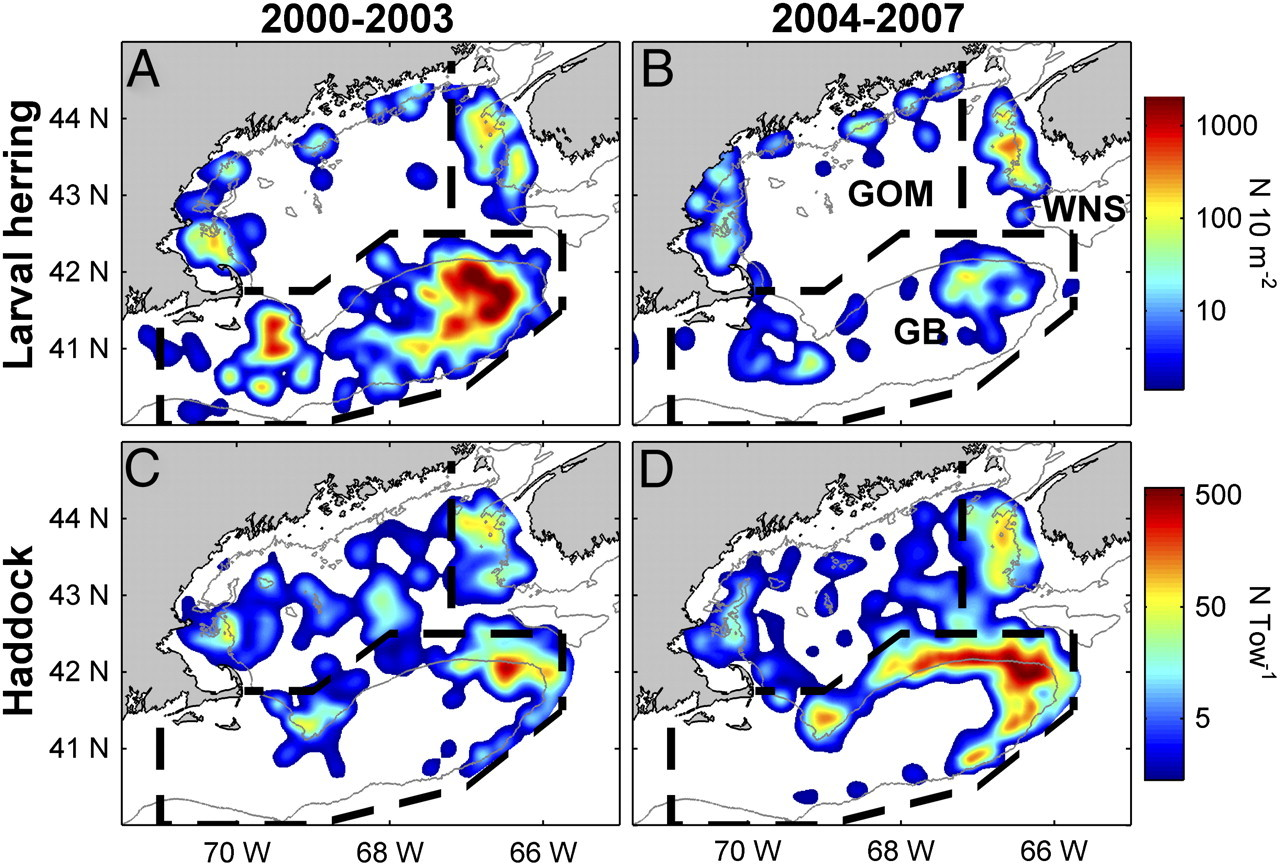 2000-2003
2004-2007
Larval herring
A
B
44 N
43 N
42 N
41 N
GOM
WNS
GB
1000
100
10
N 10 m-2
Haddock
C
D
44 N
43 N
42 N
41 N
70 W
68 W
66 W
70 W
68 W
66 W
500
50
5
N Tow-1